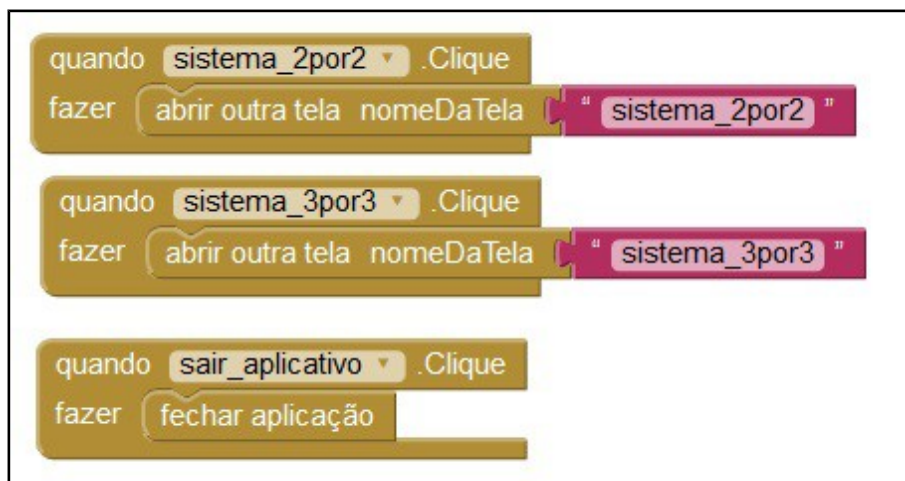 quando sistema_2por2 .Clique
fazer abrir outra tela nomeDaTela " sistema_2por2 "
quando sistema_3por3 .Clique
fazer abrir outra tela nomeDaTela " sistema_3por3 "
quando sair_aplicativo .Clique
fazer fechar aplicação